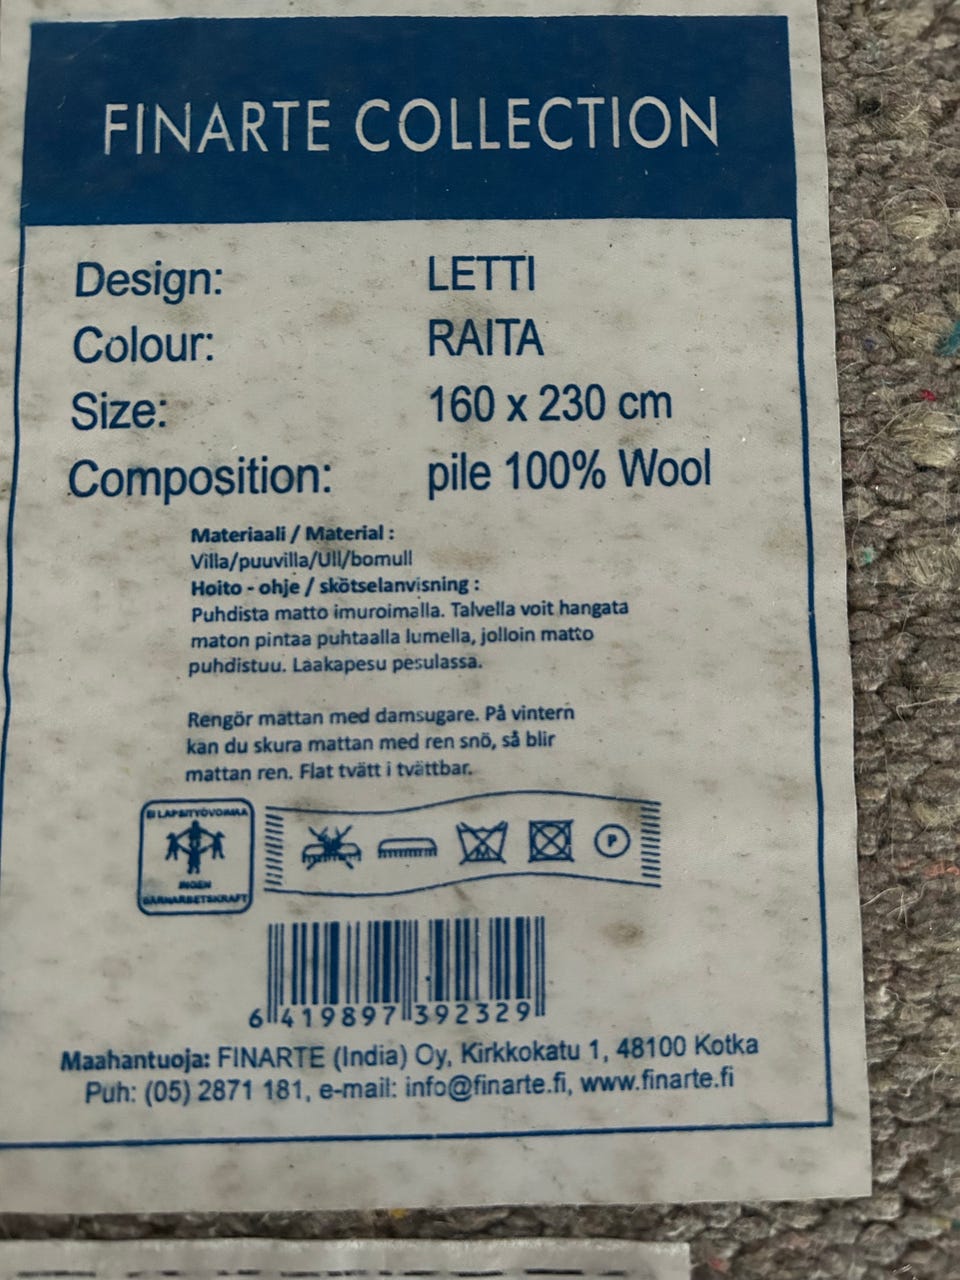 FINARTE COLLECTION
Design: LETTI
Colour: RAITA
Size: 160 x 230 cm
Composition: pile 100% Wool
Materiaali / Material :
Villa/puuvilla/Ull/bomull
Hoito - ohje / skötselanvisning :
Puhdista matto imuroimalla. Talvella voit hangata
maton pintaa puhtaalla lumella, jolloin matto
puhdistuu. Laakapesu pesulassa.
Rengör mattan med damsugare. På vintern
kan du skura mattan med ren snö, så blir
mattan ren. Flat tvätt i tvättbar.
EI LAPSITYÖVOIMAA
INGEN
BARNARBETSKRAFT
P
6 419897 392329
Maahantuoja: FINARTE (India) Oy, Kirkkokatu 1, 48100 Kotka
Puh: (05) 2871 181, e-mail: info@finarte.fi, www.finarte.fi